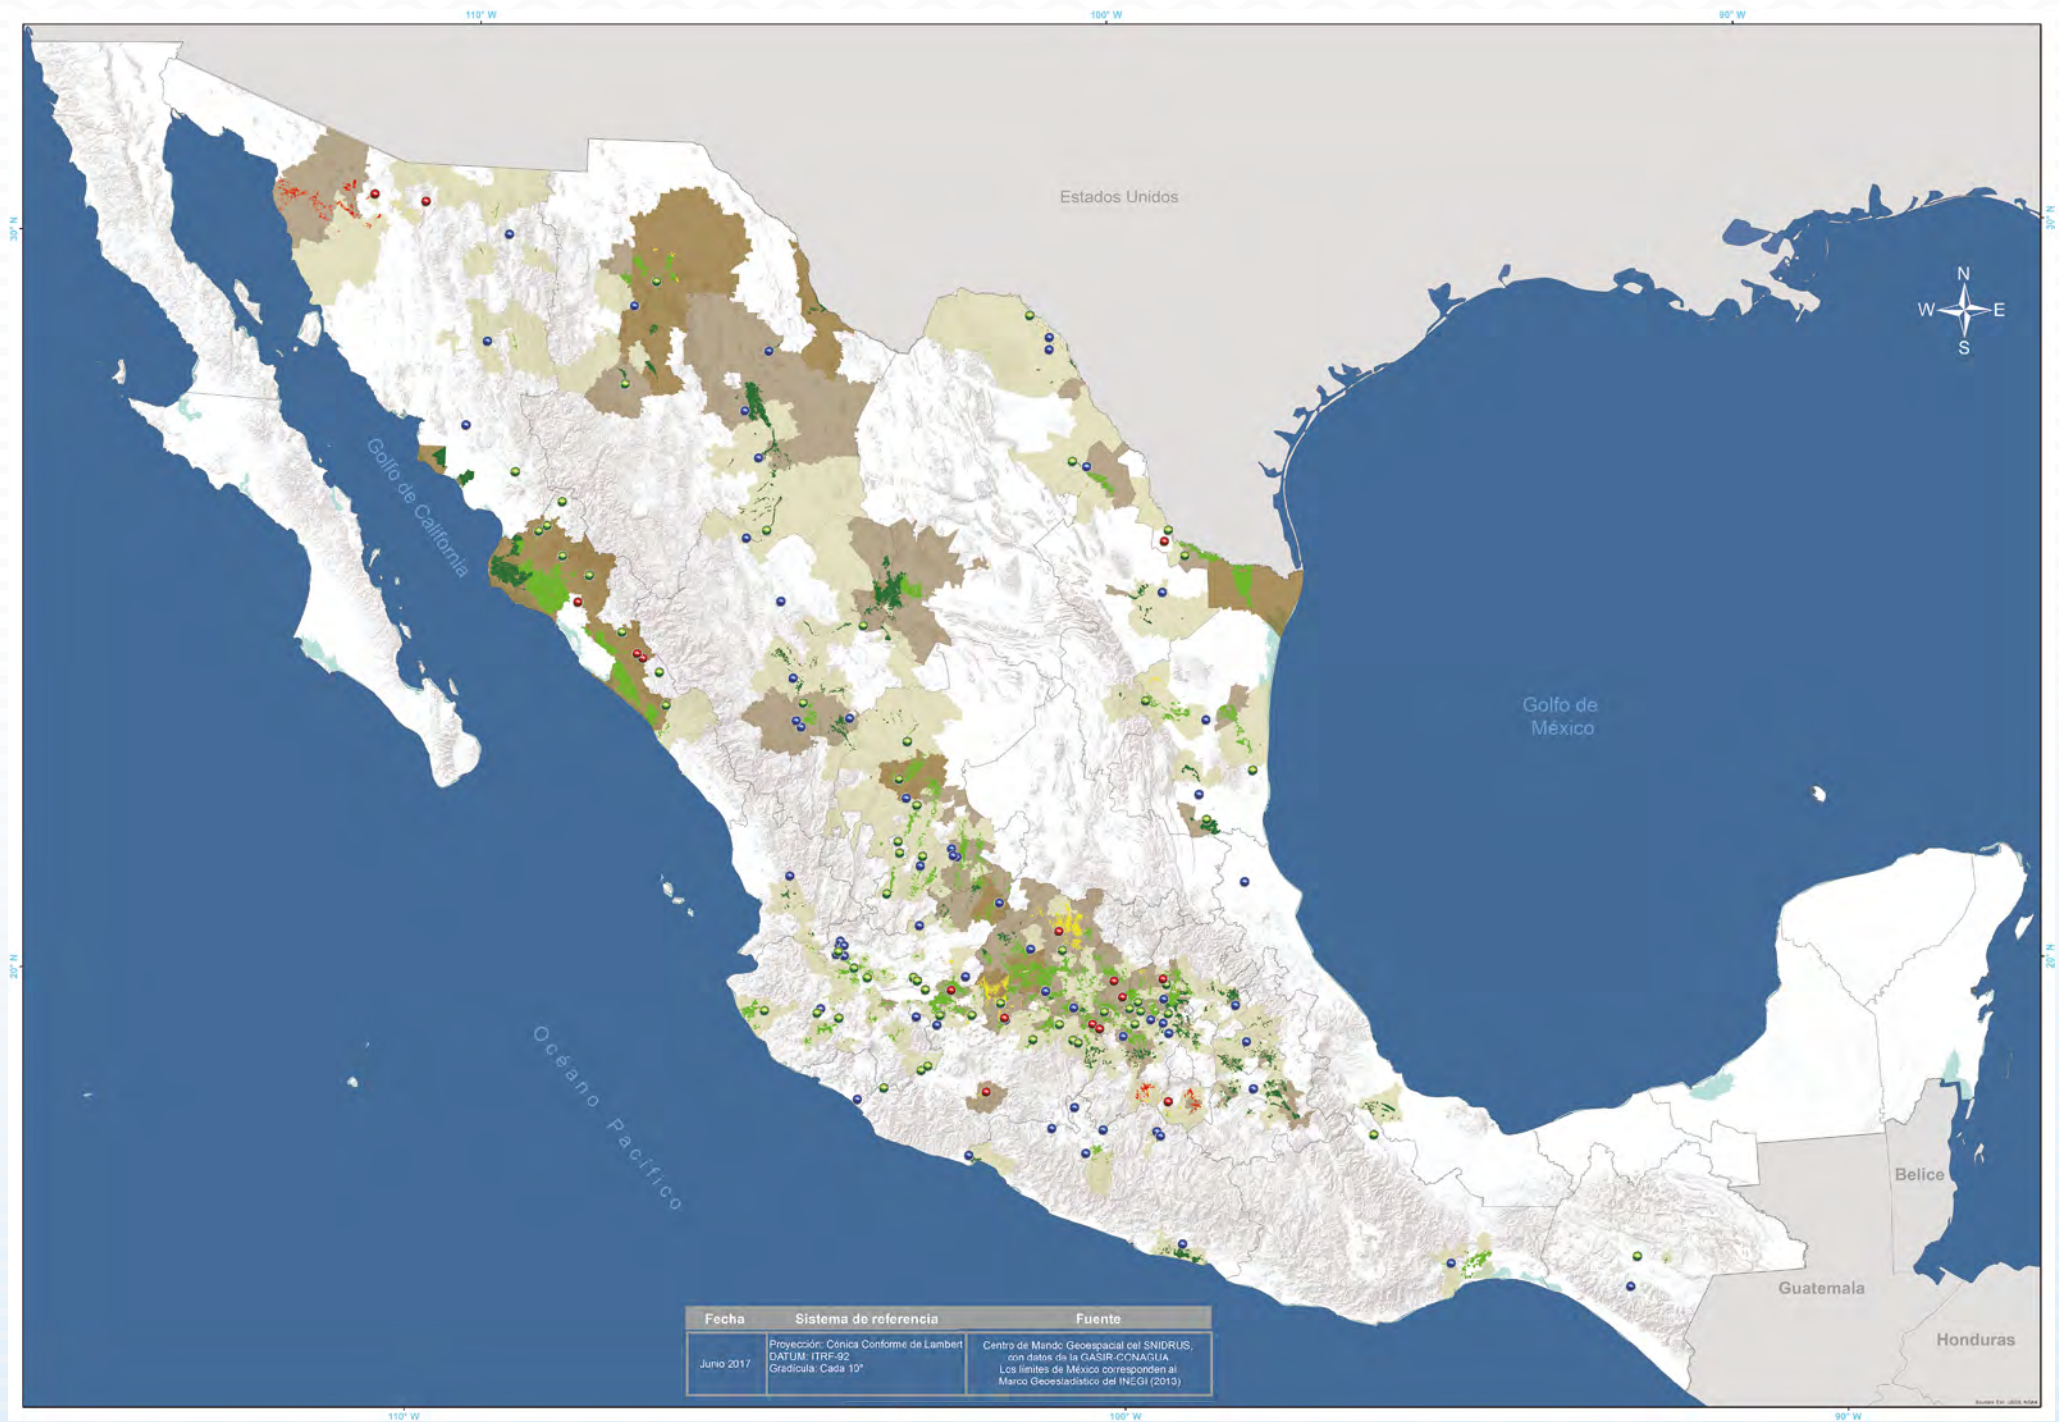 110° W
100° W
90° W
30° N
30° N
Estados Unidos
N
W E
S
Golfo de California
Golfo de
México
20° N
20° N
Océano Pacífico
Belice
Guatemala
Honduras
Fecha Sistema de referencia Fuente
Junio 2017
Proyección: Cónica Conforme de Lambert
DATUM: ITRF-92
Gradícula: Cada 10°
Centro de Mando Geoespacial del SNIDRUS,
con datos de la GASIR-CONAGUA
Los límites de México corresponden al
Marco Geoestadístico del INEGI (2013)
110° W
100° W
90° W